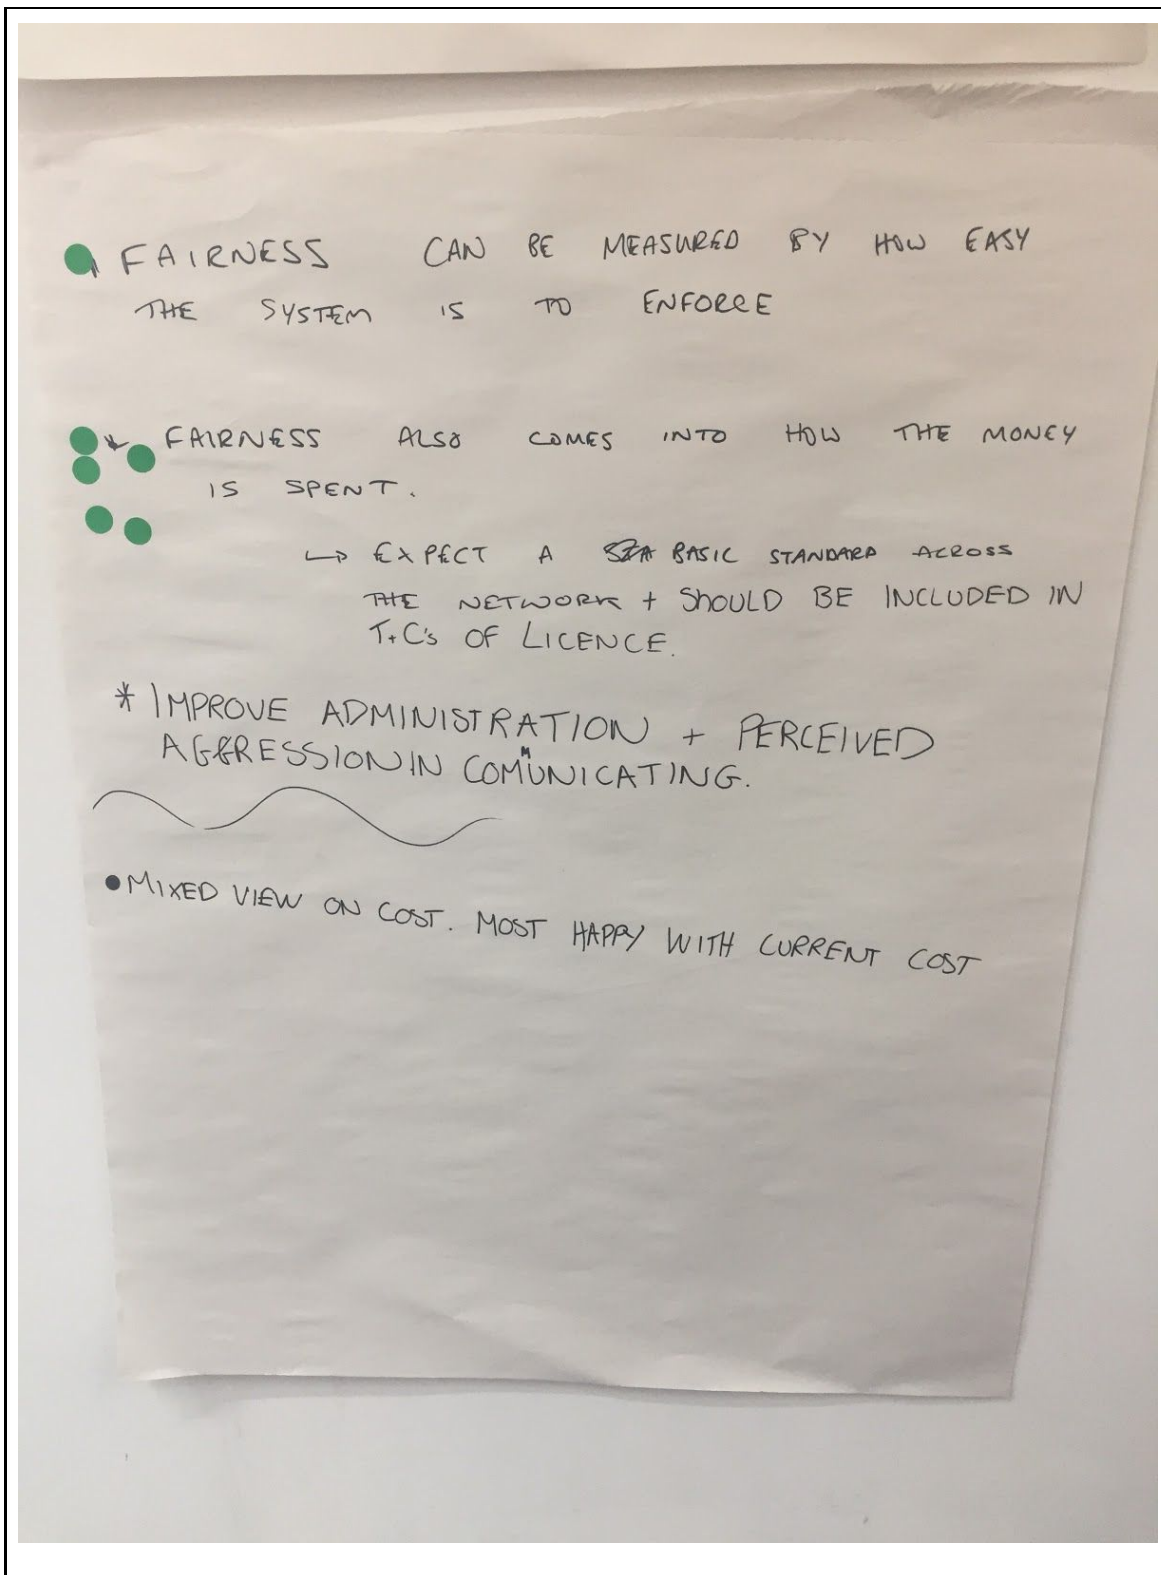 FAIRNESS CAN BE MEASURED BY HOW EASY
THE SYSTEM IS TO ENFORCE
* FAIRNESS ALSO COMES INTO HOW THE MONEY
IS SPENT.
↳ EXPECT A BASIC STANDARD ACROSS
THE NETWORK + SHOULD BE INCLUDED IN
T+C's OF LICENCE.
* IMPROVE ADMINISTRATION + PERCEIVED
AGGRESSION IN COMMUNICATING.
• MIXED VIEW ON COST. MOST HAPPY WITH CURRENT COST